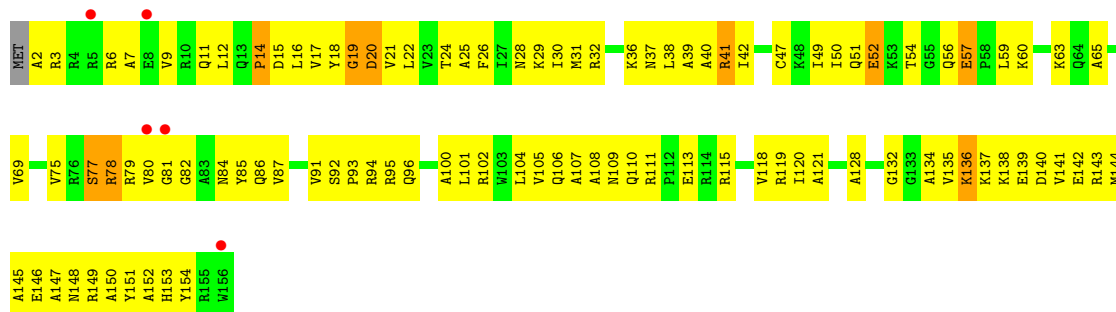 MET A2 R3 R4 R5 R6 A7 E8 V9 R10 Q11 L12 Q13 P14 D15 L16 V17 Y18 G19 D20 V21 L22 V23 T24 A25 F26 I27 N28 K29 I30 M31 R32 K36 N37 L38 A39 A40 R41 I42 C47 K48 I49 I50 Q51 E52 K53 T54 G55 Q56 E57 P58 L59 K60 K63 Q64 A65
V69 V75 R76 S77 R78 R79 V80 G81 G82 A83 N84 Y85 Q86 V87 V91 S92 P93 R94 R95 Q96 A100 L101 R102 W103 L104 V105 Q106 A107 A108 N109 Q110 R111 P112 E113 R114 R115 V118 R119 I120 A121 A128 G132 G133 A134 V135 K136 K137 K138 E139 D140 V141 E142 R143 M144
A145 E146 A147 N148 R149 A150 Y151 A152 H153 Y154 R155 W156